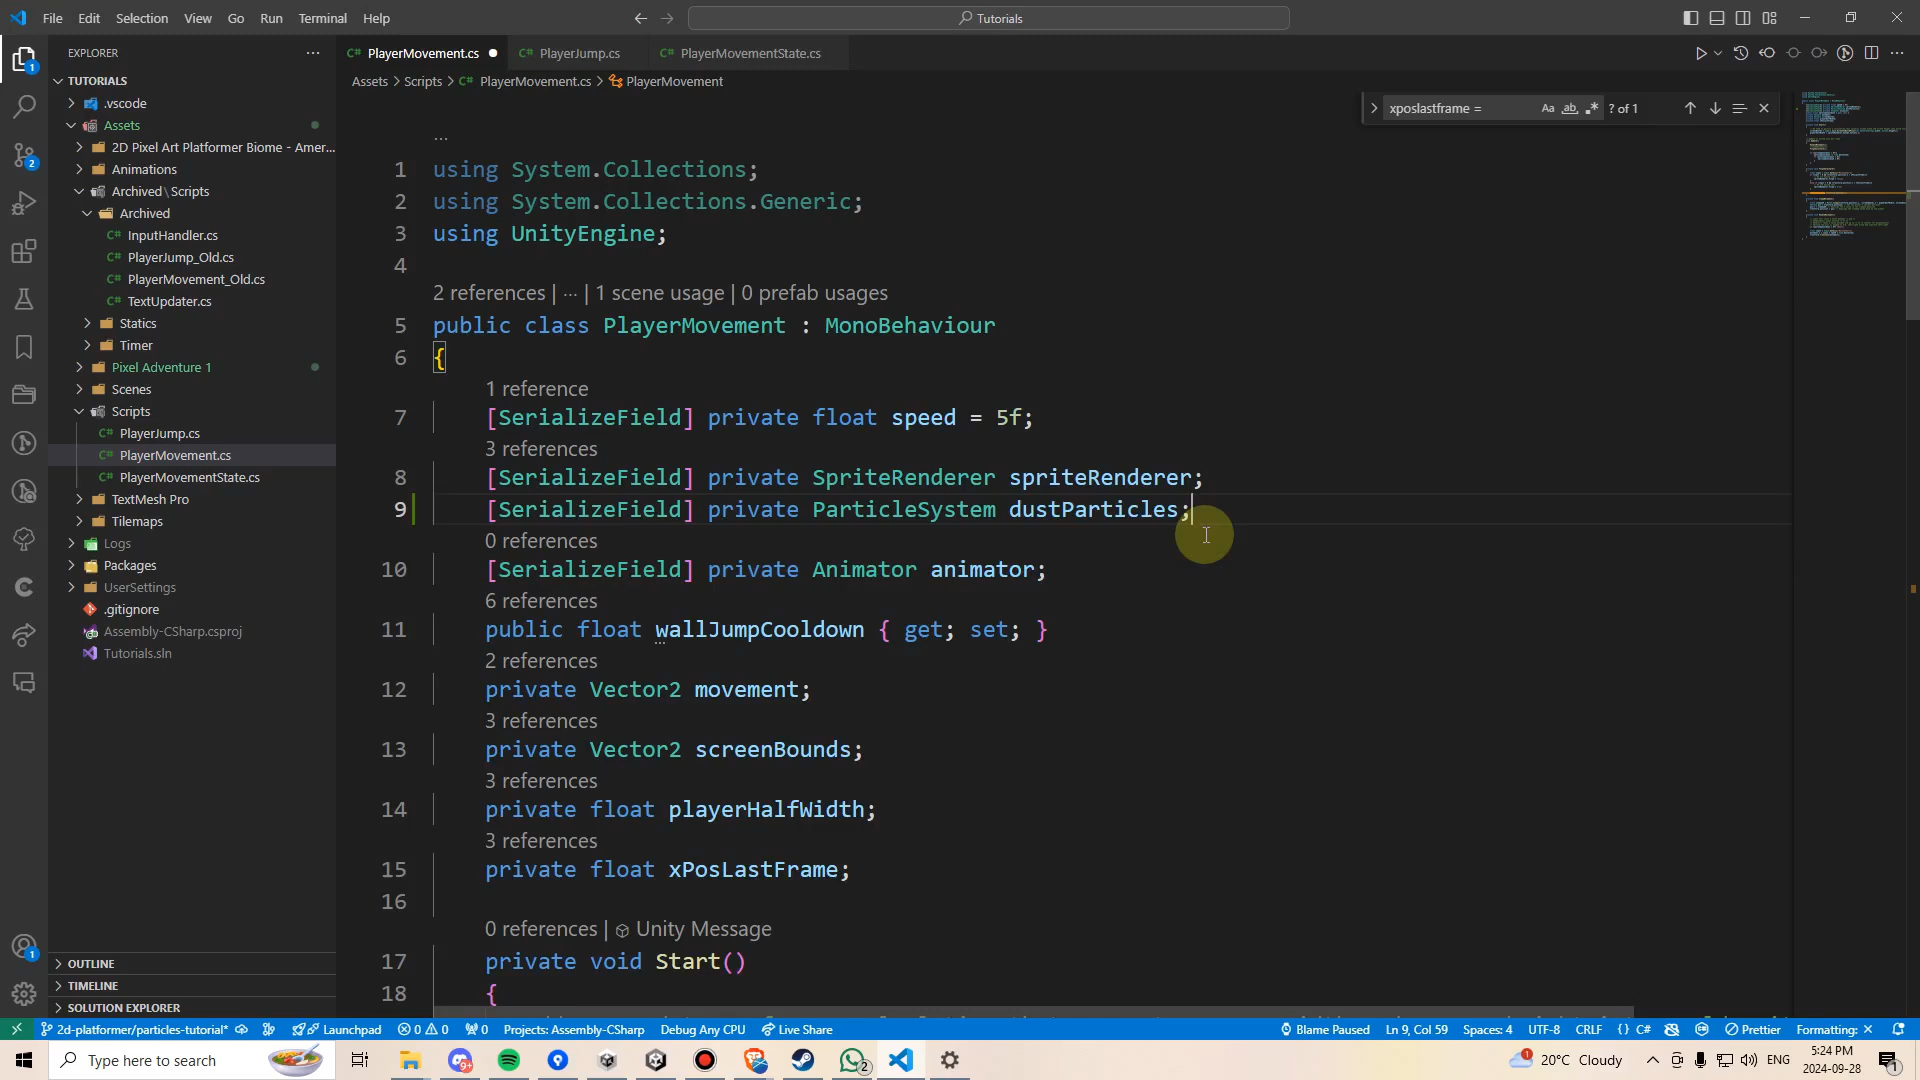 File Edit Selection View Go Run Terminal Help
Tutorials
EXPLORER
PlayerMovement.cs
PlayerJump.cs
PlayerMovementState.cs
TUTORIALS
Assets > Scripts > PlayerMovement.cs > PlayerMovement
.vscode
Assets
2D Pixel Art Platformer Biome - Amer...
Animations
Archived \ Scripts
Archived
InputHandler.cs
PlayerJump_Old.cs
PlayerMovement_Old.cs
TextUpdater.cs
Statics
Timer
Pixel Adventure 1
Scenes
Scripts
PlayerJump.cs
PlayerMovement.cs
PlayerMovementState.cs
TextMesh Pro
Tilemaps
Logs
Packages
UserSettings
.gitignore
Assembly-CSharp.csproj
Tutorials.sln
OUTLINE
TIMELINE
SOLUTION EXPLORER
xposlastframe =
Aa ab .*
? of 1
...
1 using System.Collections;
2 using System.Collections.Generic;
3 using UnityEngine;
4
2 references | ... | 1 scene usage | 0 prefab usages
5 public class PlayerMovement : MonoBehaviour
6 {
1 reference
7 [SerializeField] private float speed = 5f;
3 references
8 [SerializeField] private SpriteRenderer spriteRenderer;
9 [SerializeField] private ParticleSystem dustParticles;
0 references
10 [SerializeField] private Animator animator;
6 references
11 public float wallJumpCooldown { get; set; }
2 references
12 private Vector2 movement;
3 references
13 private Vector2 screenBounds;
3 references
14 private float playerHalfWidth;
3 references
15 private float xPosLastFrame;
16
0 references | Unity Message
17 private void Start()
18 {
2d-platformer/particles-tutorial* Launchpad 0 0 0 Projects: Assembly-CSharp Debug Any CPU Live Share Blame Paused Ln 9, Col 59 Spaces: 4 UTF-8 CRLF {} C# Prettier Formatting: ×
Type here to search
20°C Cloudy
ENG
5:24 PM
2024-09-28